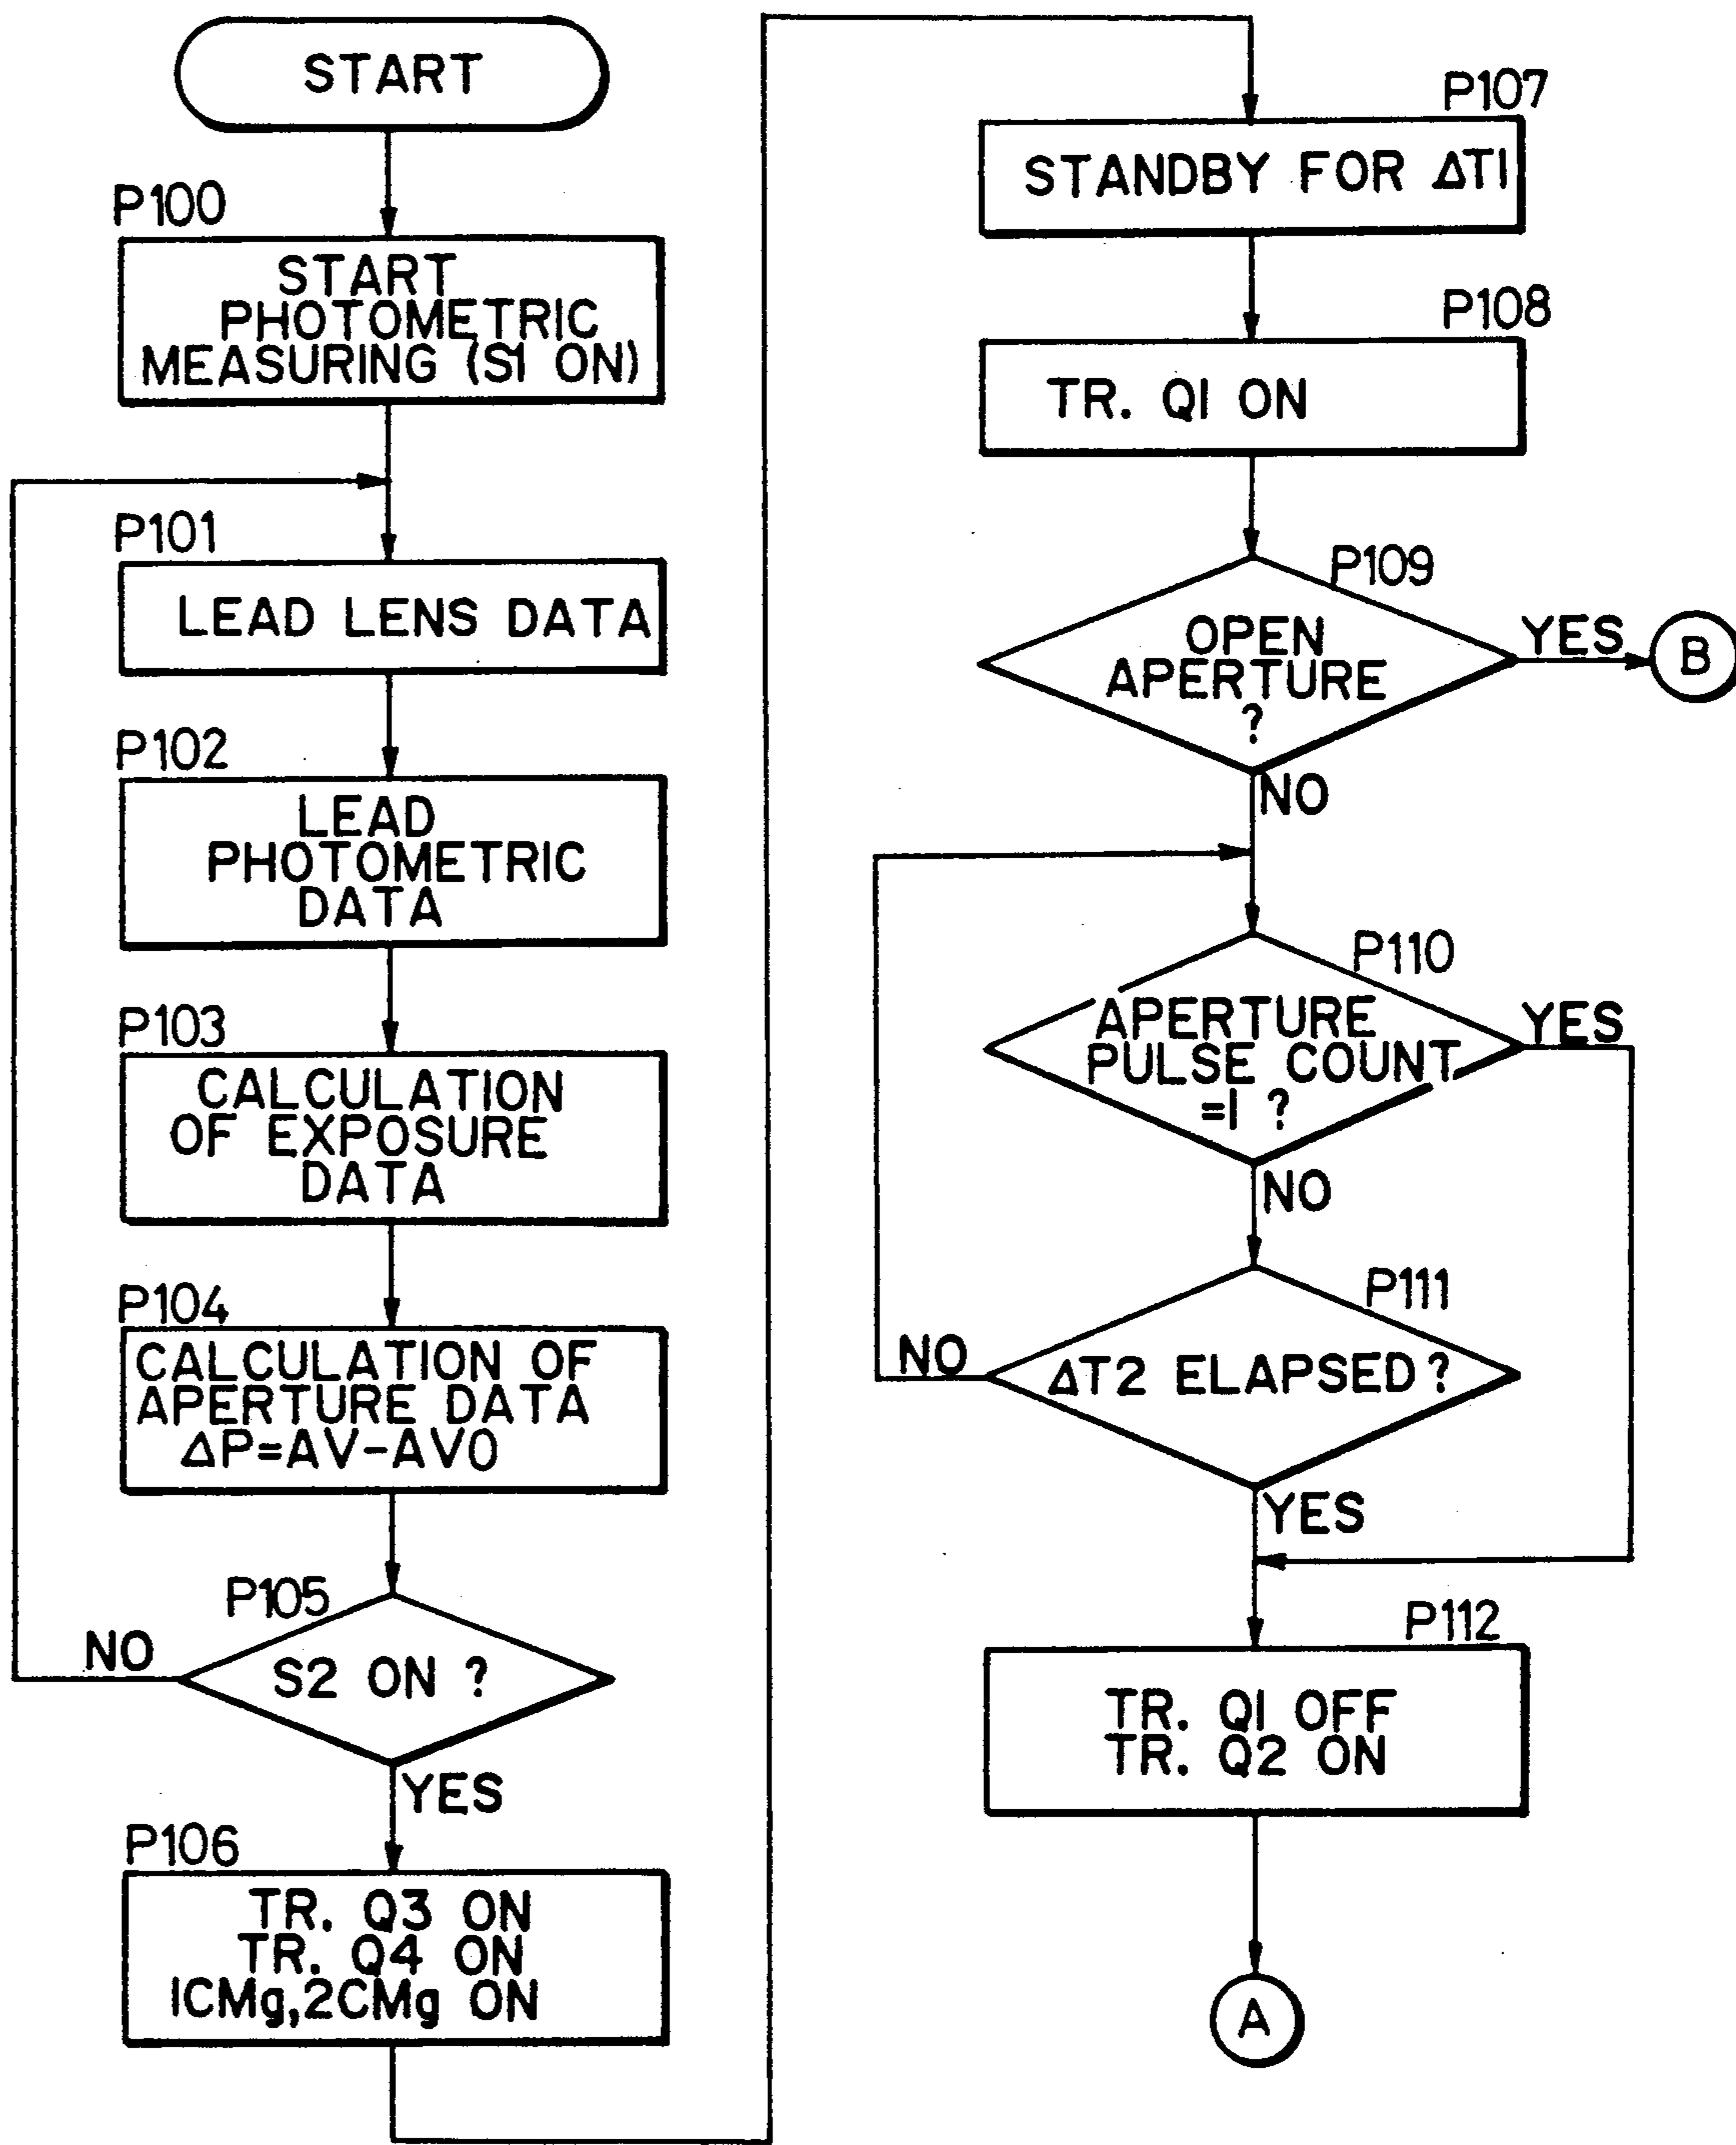 START
P100
START
PHOTOMETRIC
MEASURING (S1 ON)
P101
LEAD LENS DATA
P102
LEAD
PHOTOMETRIC
DATA
P103
CALCULATION
OF EXPOSURE
DATA
P104
CALCULATION OF
APERTURE DATA
ΔP=AV-AV0
P105
NO
S2 ON ?
YES
P106
TR. Q3 ON
TR. Q4 ON
1CMg,2CMg ON
P107
STANDBY FOR ΔT1
P108
TR. Q1 ON
P109
OPEN
APERTURE
?
YES
B
NO
P110
APERTURE
PULSE COUNT
=1 ?
YES
NO
P111
NO
ΔT2 ELAPSED ?
YES
P112
TR. Q1 OFF
TR. Q2 ON
A